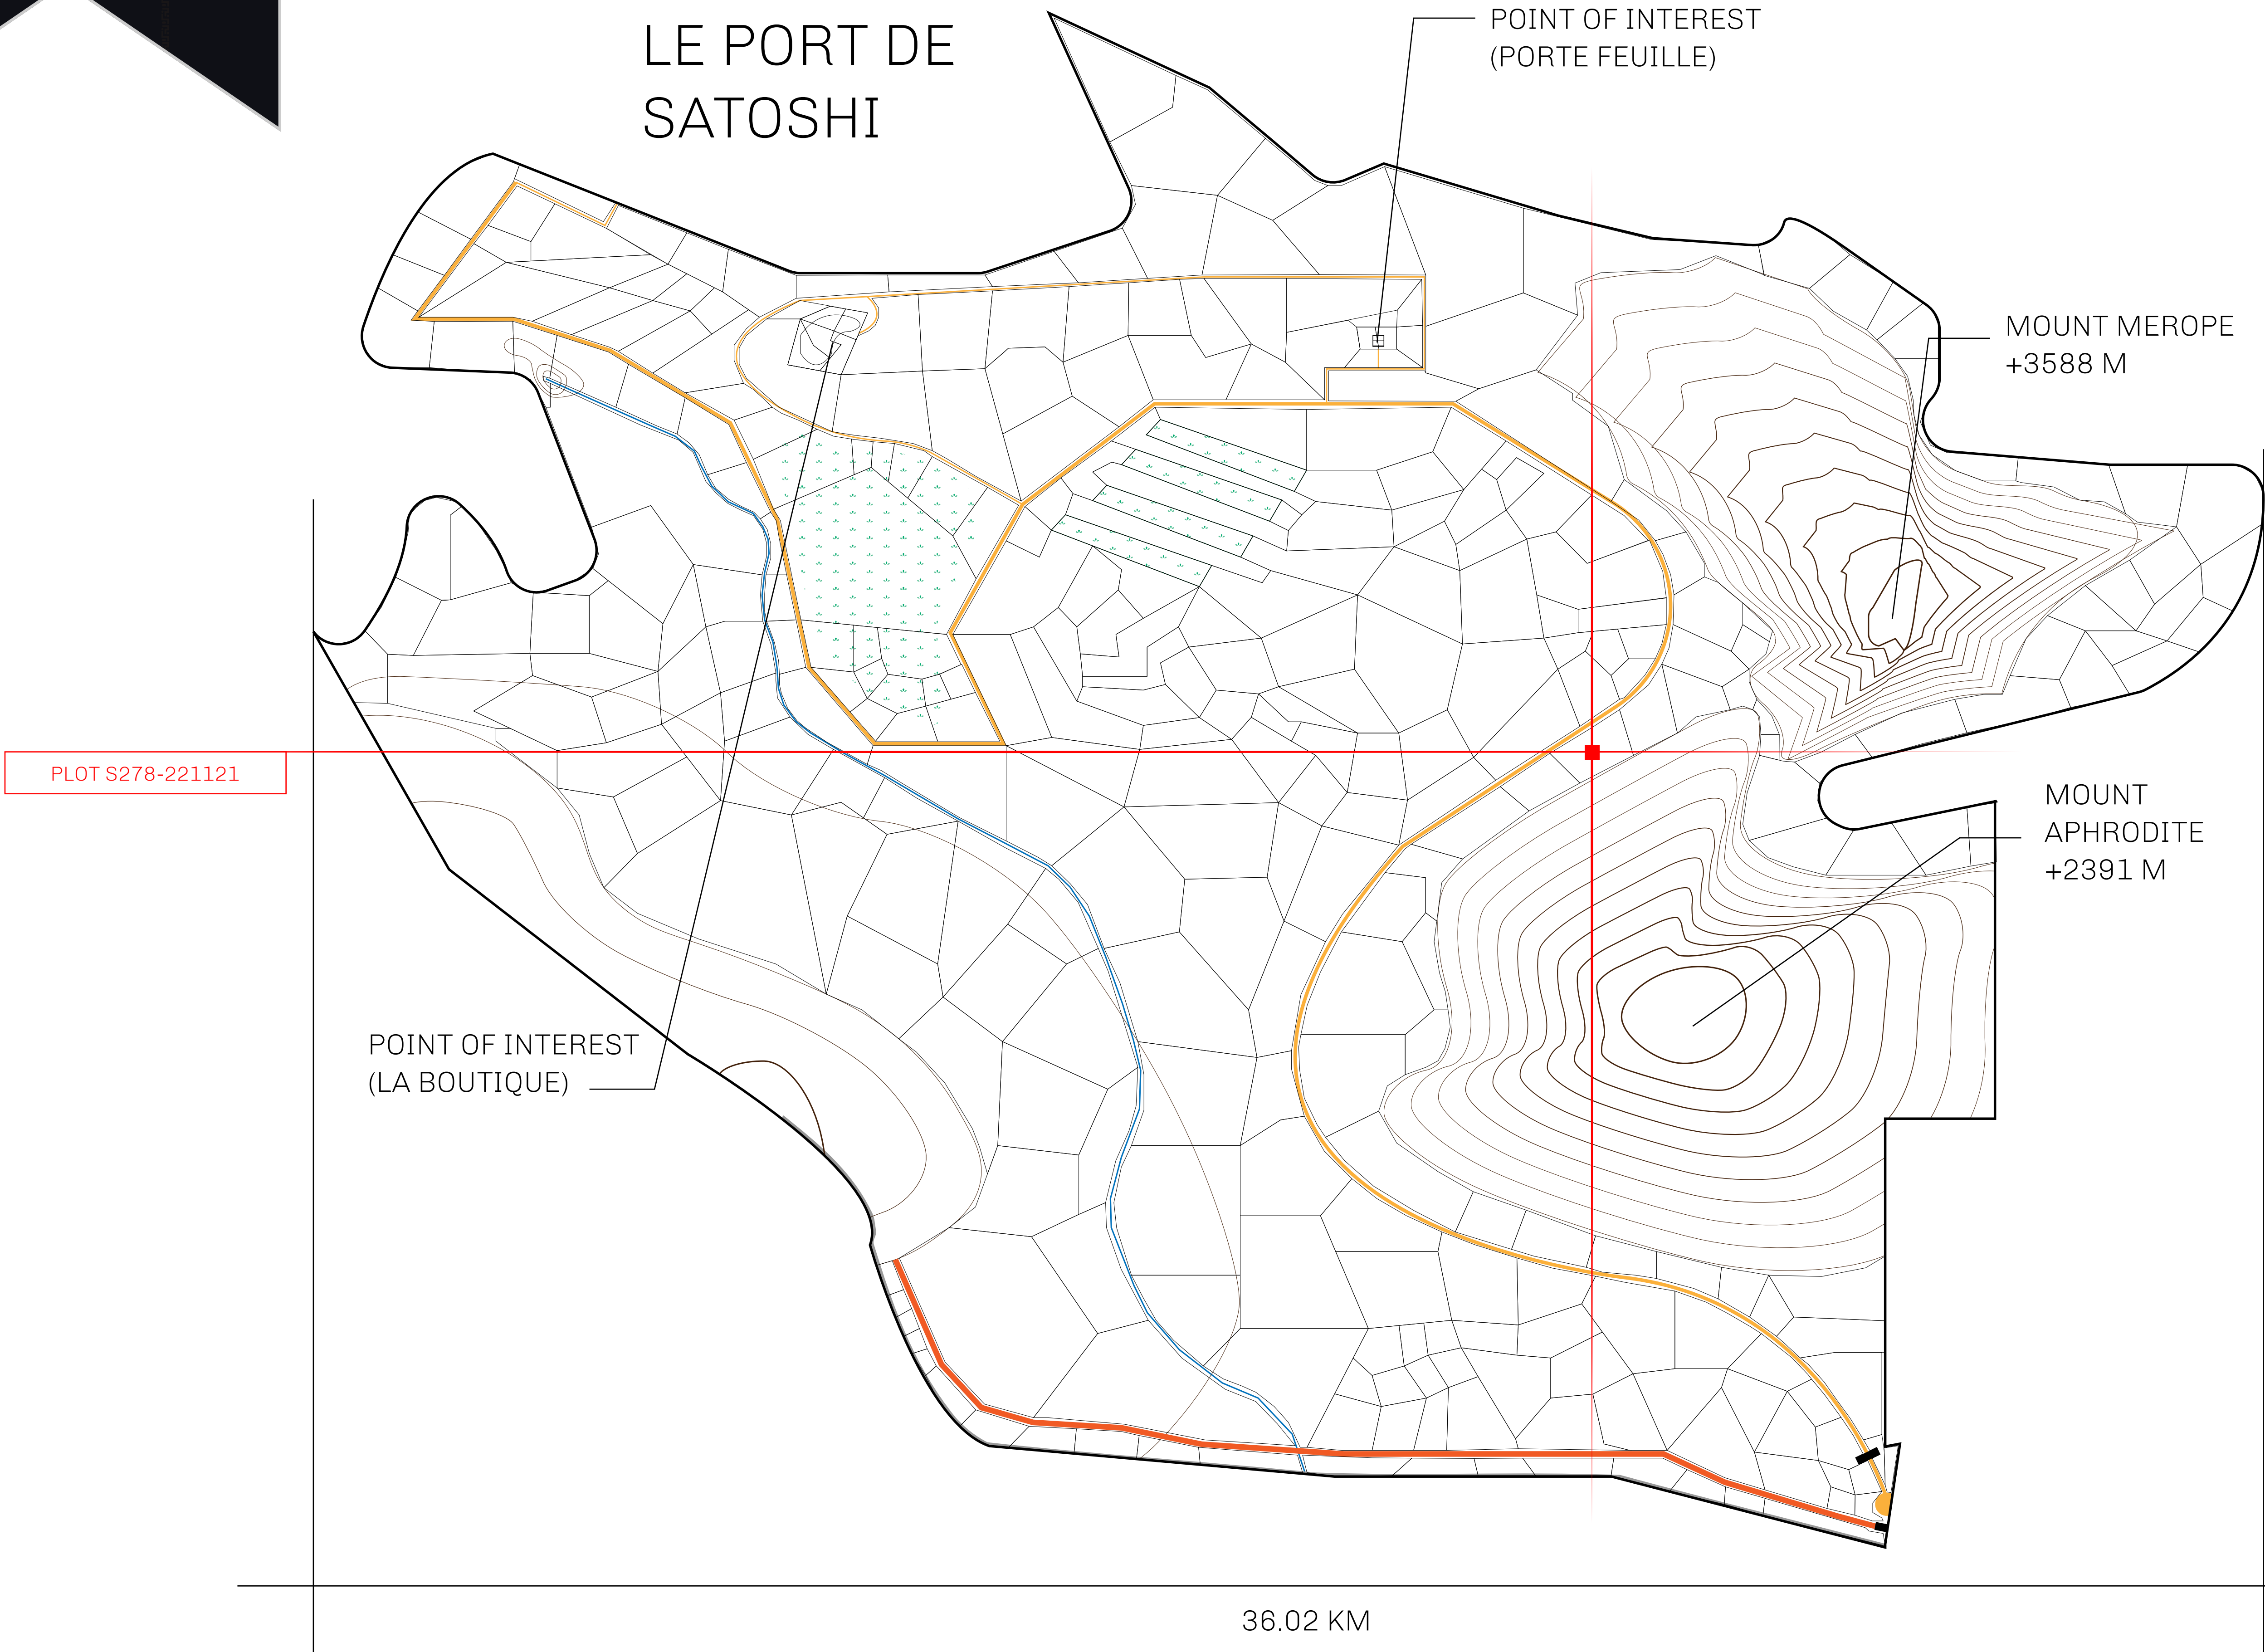 LE PORT DE
SATOSHI
POINT OF INTEREST
(PORTE FEUILLE)
MOUNT MEROPE
+3588 M
PLOT S278-221121
MOUNT
APHRODITE
+2391 M
POINT OF INTEREST
(LA BOUTIQUE)
36.02 KM